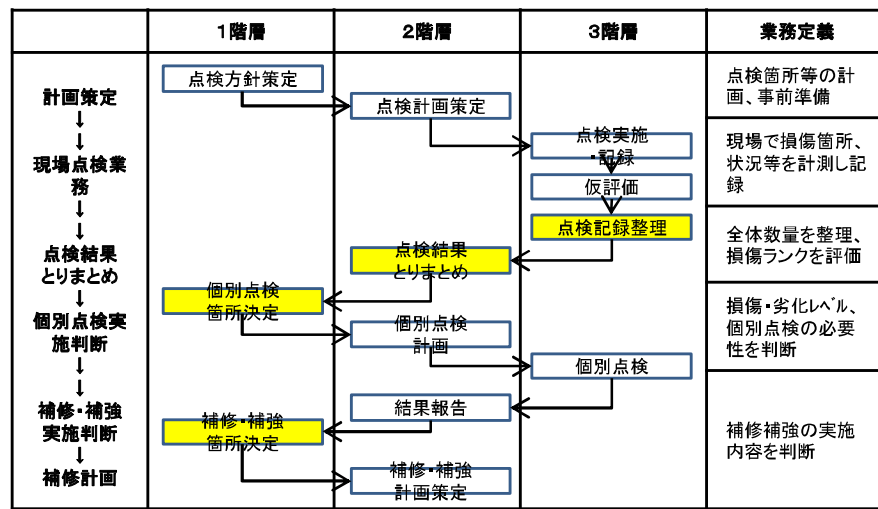 1階層
2階層
3階層
業務定義
計画策定
↓
↓
現場点検業
務
↓
↓
点検結果
とりまとめ
↓
個別点検実
施判断
↓
↓
補修・補強
実施判断
↓
補修計画
点検方針策定
点検計画策定
点検実施
・記録
仮評価
点検記録整理
点検結果
とりまとめ
個別点検
箇所決定
個別点検
計画
個別点検
結果報告
補修・補強
箇所決定
補修・補強
計画策定
点検箇所等の計
画、事前準備
現場で損傷箇所、
状況等を計測し記
録
全体数量を整理、
損傷ランクを評価
損傷・劣化レベル、
個別点検の必要
性を判断
補修補強の実施
内容を判断